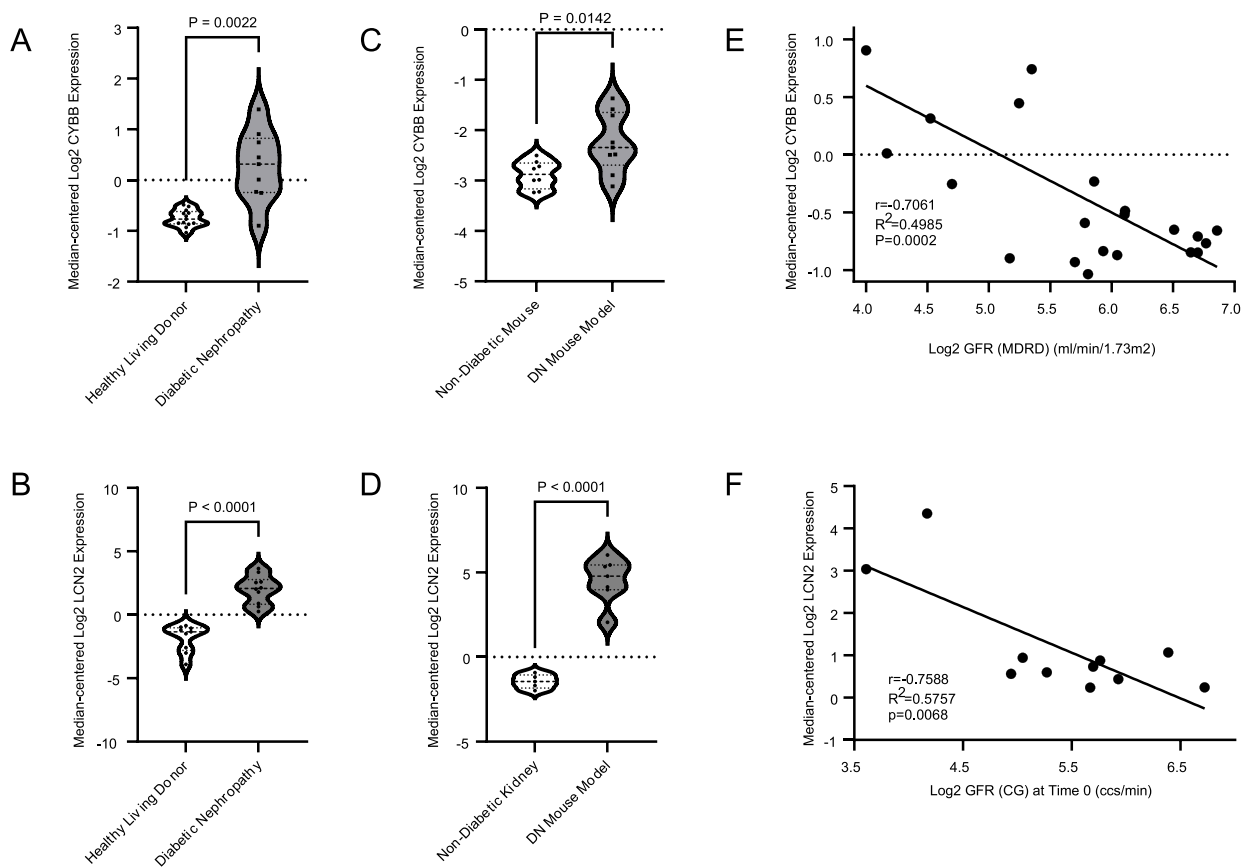 A
P = 0.0022
Median-centered Log2 CYBB Expression
3
2
1
0
-1
-2
Healthy Living Donor
Diabetic Nephropathy
C
P = 0.0142
Median-centered Log2 CYBB Expression
0
-1
-2
-3
-4
-5
Non-Diabetic Mouse
DN Mouse Model
E
Median-centered Log2 CYBB Expression
1.0
0.5
0.0
-0.5
-1.0
r=-0.7061
R2=0.4985
P=0.0002
4.0
4.5
5.0
5.5
6.0
6.5
7.0
Log2 GFR (MDRD) (ml/min/1.73m2)
B
P < 0.0001
Median-centered Log2 LCN2 Expression
10
5
0
-5
-10
Healthy Living Donor
Diabetic Nephropathy
D
P < 0.0001
Median-centered Log2 LCN2 Expression
10
5
0
-5
Non-Diabetic Kidney
DN Mouse Model
F
Median-centered Log2 LCN2 Expression
5
4
3
2
1
0
-1
r=-0.7588
R2=0.5757
p=0.0068
3.5
4.5
5.5
6.5
Log2 GFR (CG) at Time 0 (ccs/min)